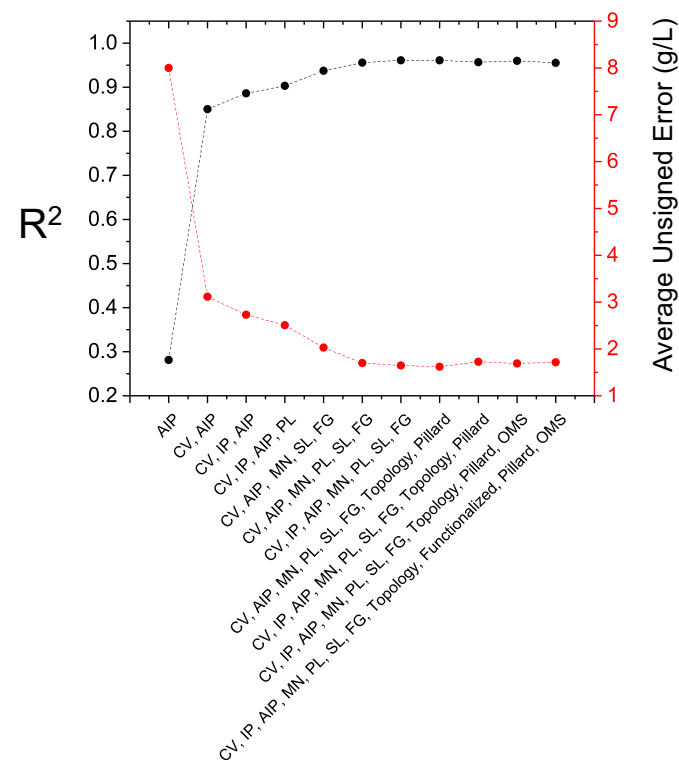 1.0
0.9
0.8
0.7
0.6
0.5
0.4
0.3
0.2
R²
9
8
7
6
5
4
3
2
1
Average Unsigned Error (g/L)
AIP
CV, AIP
CV, IP, AIP
CV, IP, AIP, PL
CV, AIP, MN, SL, FG
CV, AIP, MN, PL, SL, FG
CV, IP, AIP, MN, PL, SL, FG
CV, AIP, MN, PL, SL, FG, Topology, Pillard
CV, IP, AIP, MN, PL, SL, FG, Topology, Pillard
CV, IP, AIP, MN, PL, SL, FG, Topology, Pillard, OMS
CV, IP, AIP, MN, PL, SL, FG, Topology, Functionalized, Pillard, OMS